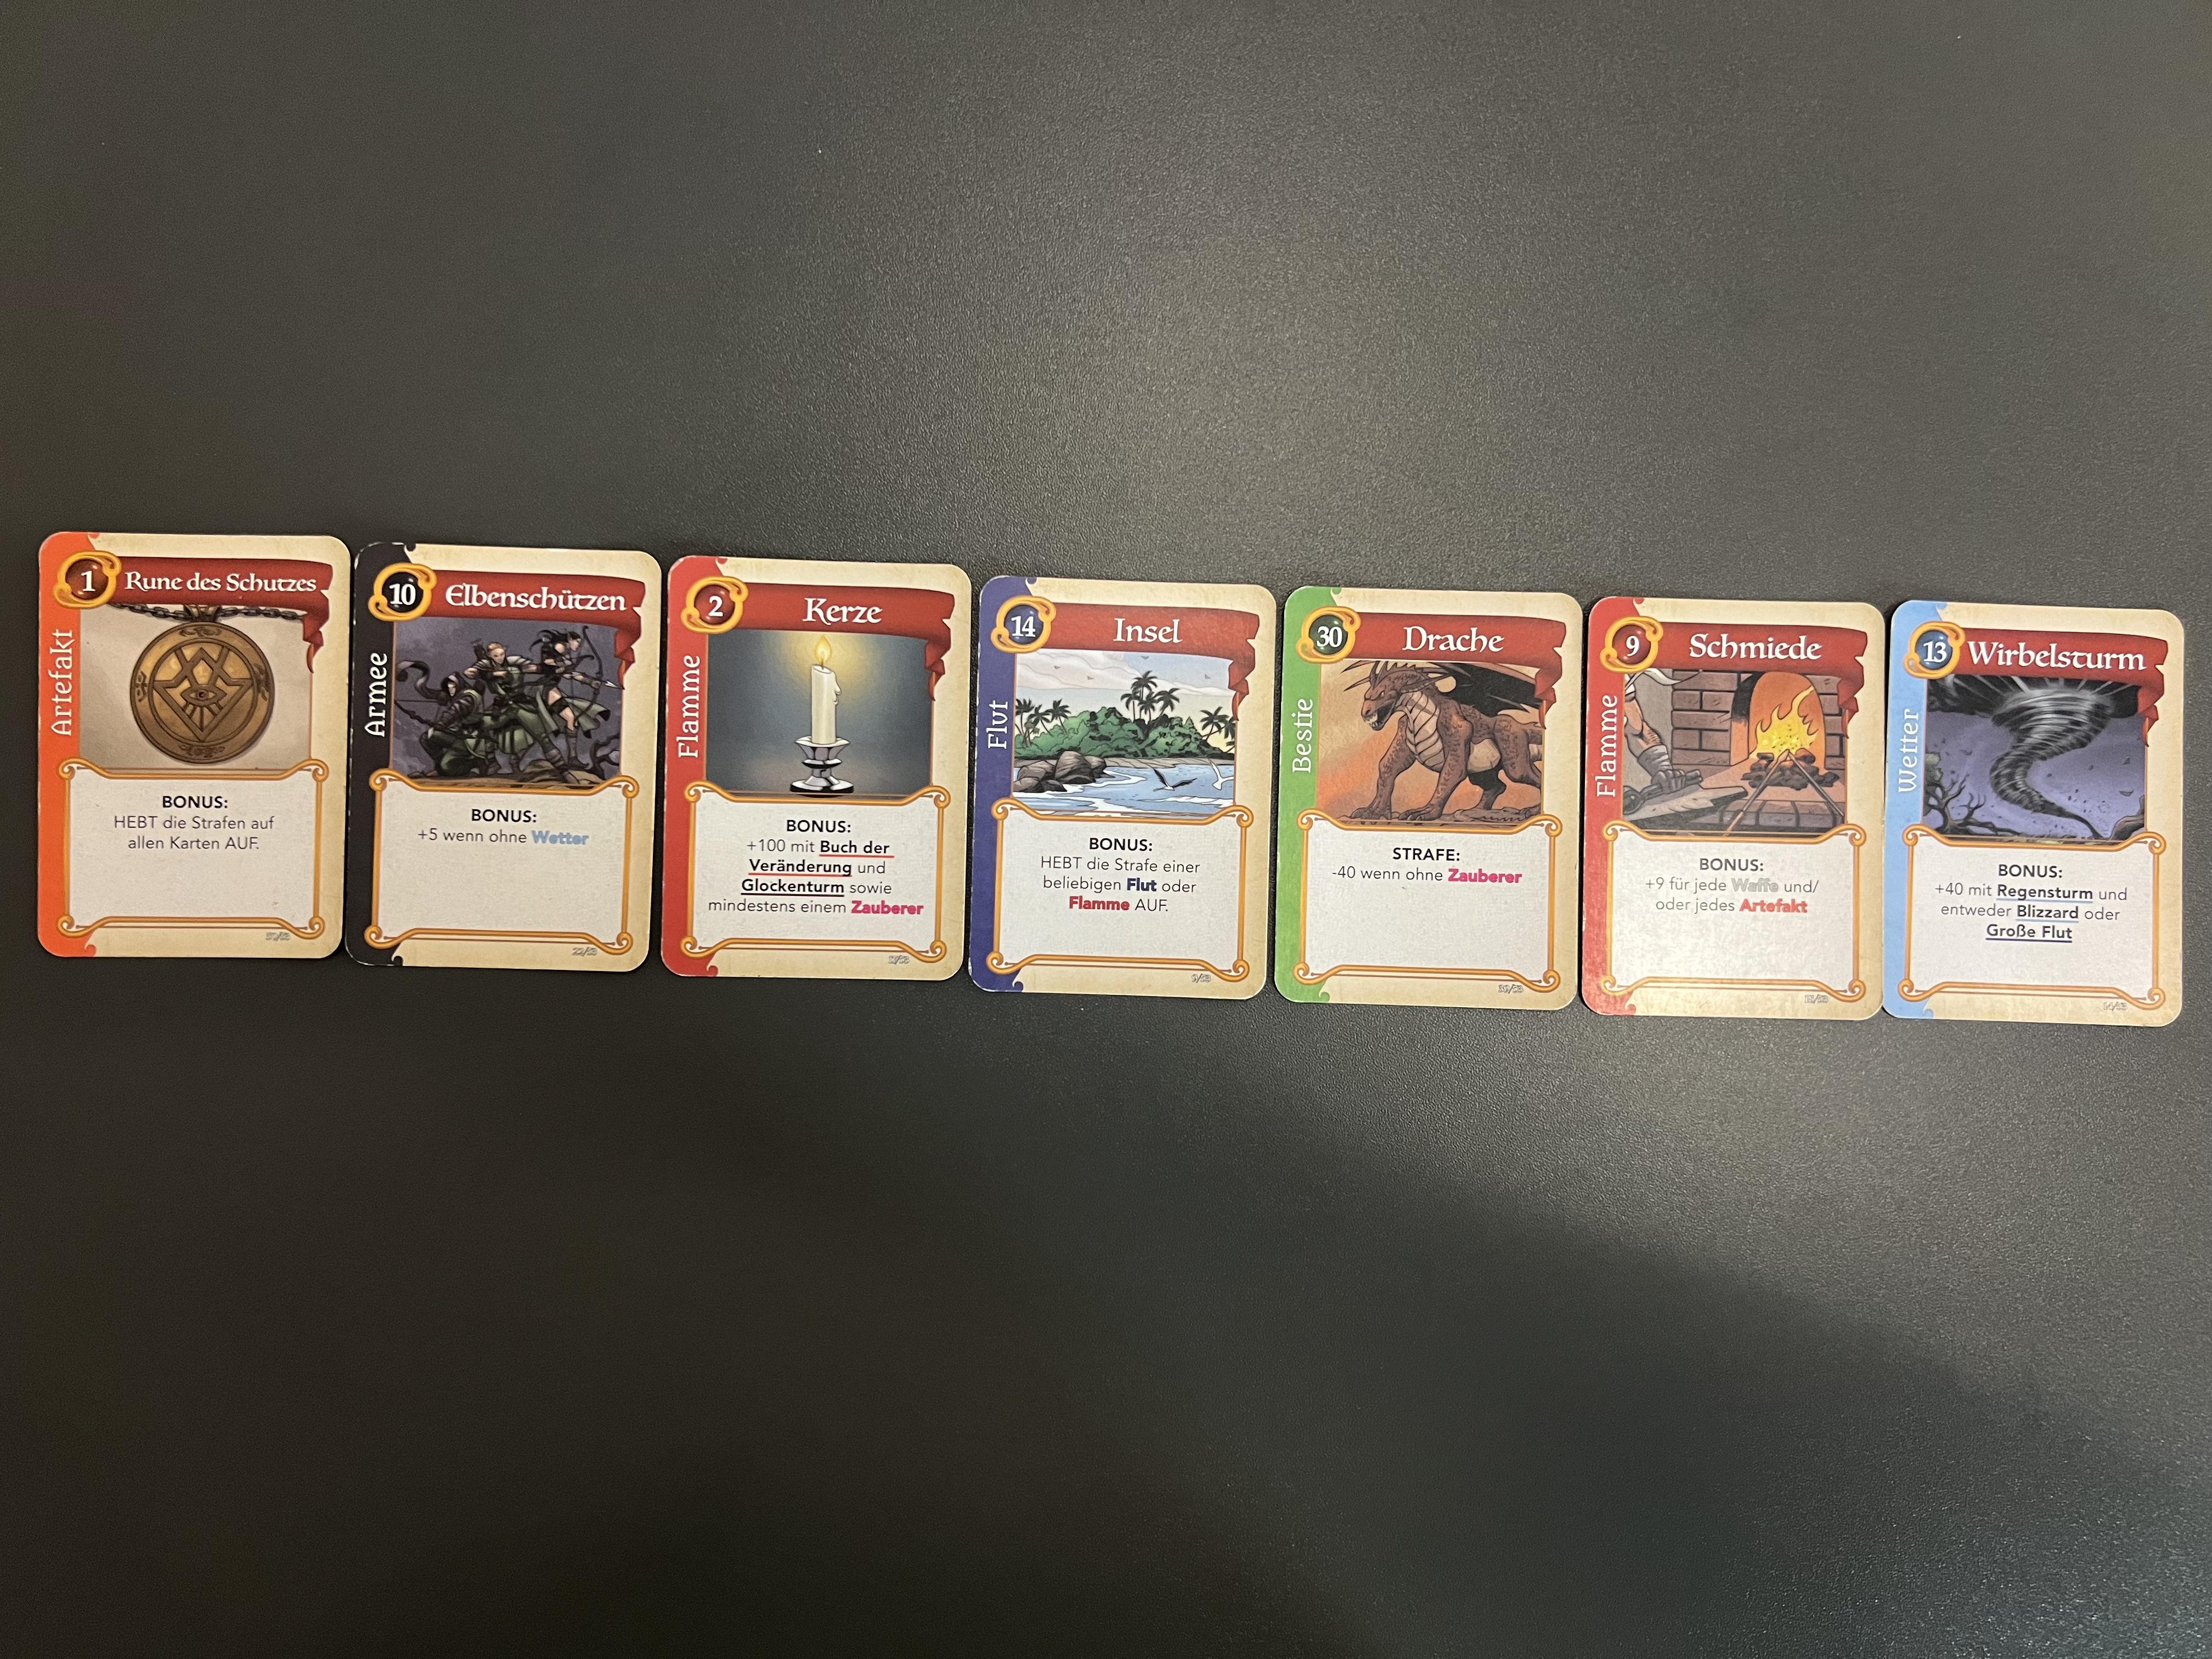 Artefakt
1 Rune des Schutzes
BONUS:
HEBT die Strafen auf
allen Karten AUF.
Armee
10 Elbenschützen
BONUS:
+5 wenn ohne Wetter
22/53
Flamme
2 Kerze
BONUS:
+100 mit Buch der
Veränderung und
Glockenturm sowie
mindestens einem Zauberer
Flut
14 Insel
BONUS:
HEBT die Strafe einer
beliebigen Flut oder
Flamme AUF.
9/53
Bestie
30 Drache
STRAFE:
-40 wenn ohne Zauberer
Flamme
9 Schmiede
BONUS:
+9 für jede Waffe und/
oder jedes Artefakt
Wetter
13 Wirbelsturm
BONUS:
+40 mit Regensturm und
entweder Blizzard oder
Große Flut